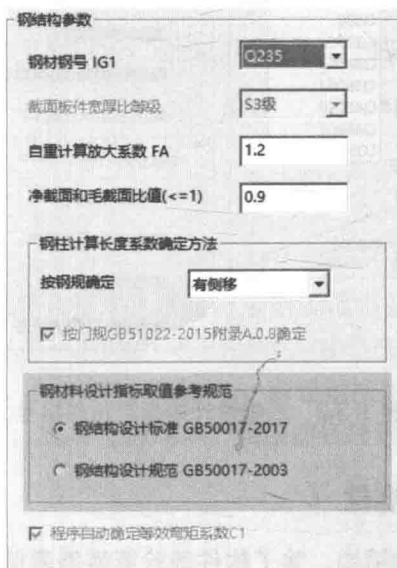 钢结构参数
钢材钢号 IG1 Q235
截面板件宽厚比等级 S3级
自重计算放大系数 FA 1.2
净截面和毛截面比值(<=1) 0.9
钢柱计算长度系数确定方法
按钢规确定 有侧移
按门规GB51022-2015附录A.0.8确定
钢材料设计指标取值参考规范
钢结构设计标准 GB50017-2017
钢结构设计规范 GB50017-2003
程序自动确定等效弯矩系数C1